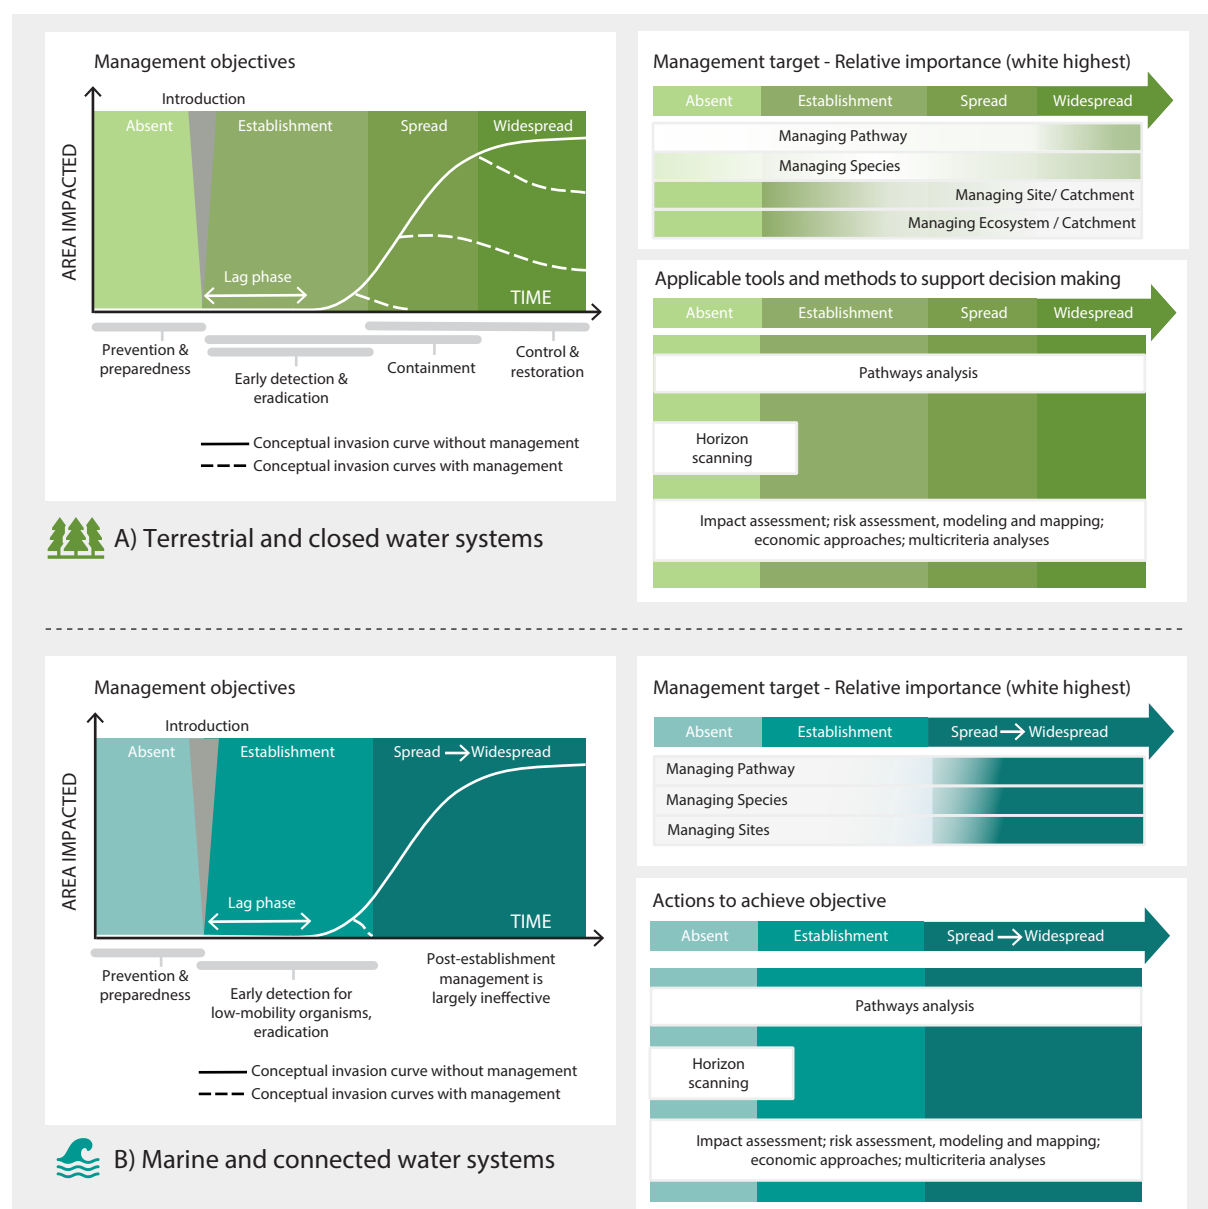 Management objectives
Introduction
Absent
Establishment
Spread
Widespread
AREA IMPACTED
Lag phase
TIME
Prevention &
preparedness
Early detection &
eradication
Containment
Control &
restoration
Conceptual invasion curve without management
Conceptual invasion curves with management
A) Terrestrial and closed water systems
Management target - Relative importance (white highest)
Absent
Establishment
Spread
Widespread
Managing Pathway
Managing Species
Managing Site/ Catchment
Managing Ecosystem / Catchment
Applicable tools and methods to support decision making
Absent
Establishment
Spread
Widespread
Pathways analysis
Horizon
scanning
Impact assessment; risk assessment, modeling and mapping;
economic approaches; multicriteria analyses
Management objectives
Introduction
Absent
Establishment
Spread → Widespread
AREA IMPACTED
Lag phase
TIME
Prevention &
preparedness
Early detection for
low-mobility organisms,
eradication
Post-establishment
management is
largely ineffective
Conceptual invasion curve without management
Conceptual invasion curves with management
B) Marine and connected water systems
Management target - Relative importance (white highest)
Absent
Establishment
Spread → Widespread
Managing Pathway
Managing Species
Managing Sites
Actions to achieve objective
Absent
Establishment
Spread → Widespread
Pathways analysis
Horizon
scanning
Impact assessment; risk assessment, modeling and mapping;
economic approaches; multicriteria analyses